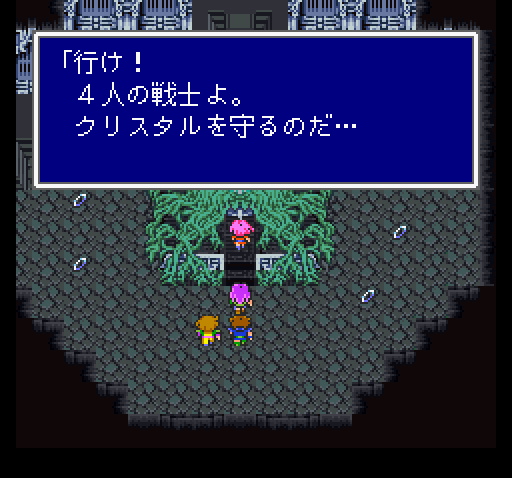 「行け！
４人の戦士よ。
クリスタルを守るのだ…